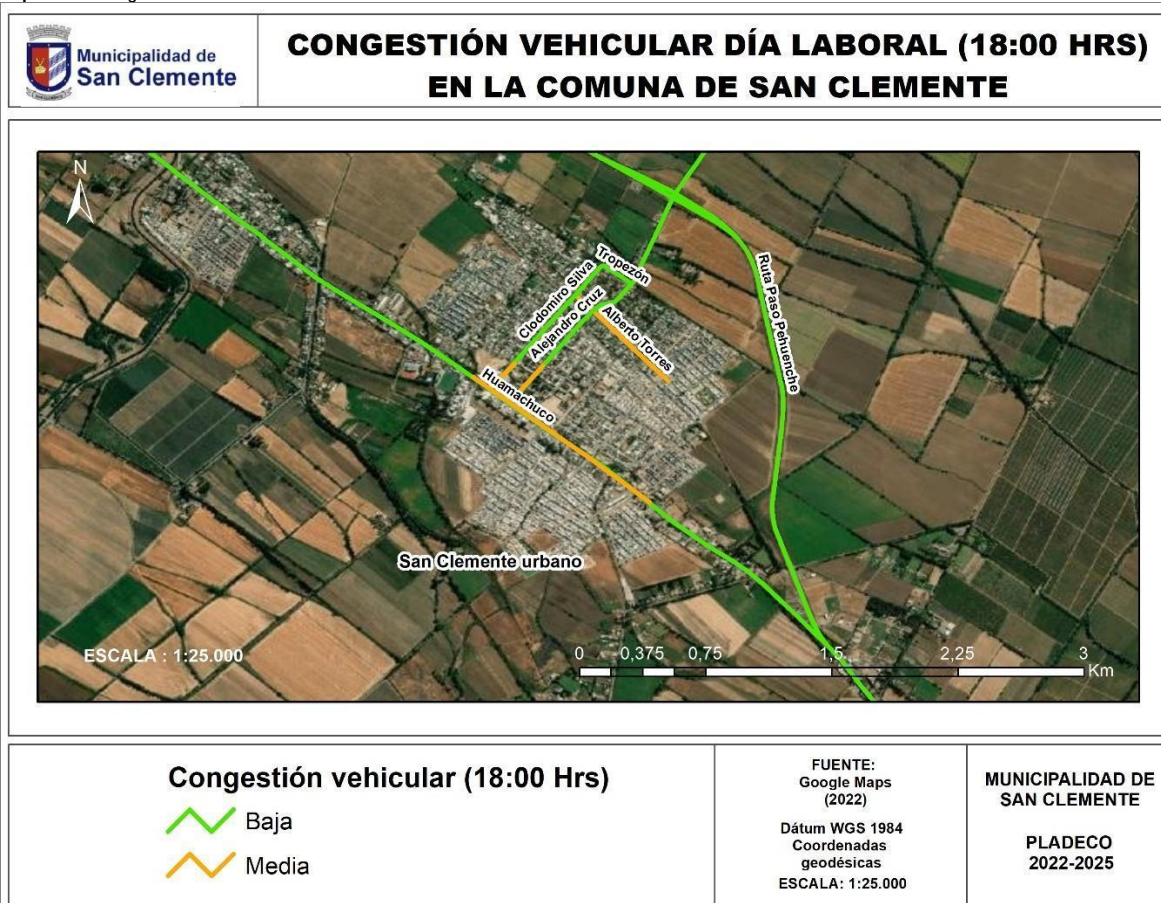 Municipalidad de
San Clemente
CONGESTIÓN VEHICULAR DÍA LABORAL (18:00 HRS)
EN LA COMUNA DE SAN CLEMENTE
N
Tropezón
Clodomiro Silva
Alejandro Cruz
Alberto Torres
Ruta Paso Pehuenche
Huamachuco
San Clemente urbano
ESCALA : 1:25.000
0 0,375 0,75 1,5 2,25 3
Km
Congestión vehicular (18:00 Hrs)
Baja
Media
FUENTE:
Google Maps
(2022)
Dátum WGS 1984
Coordenadas
geodésicas
ESCALA: 1:25.000
MUNICIPALIDAD DE
SAN CLEMENTE
PLADECO
2022-2025